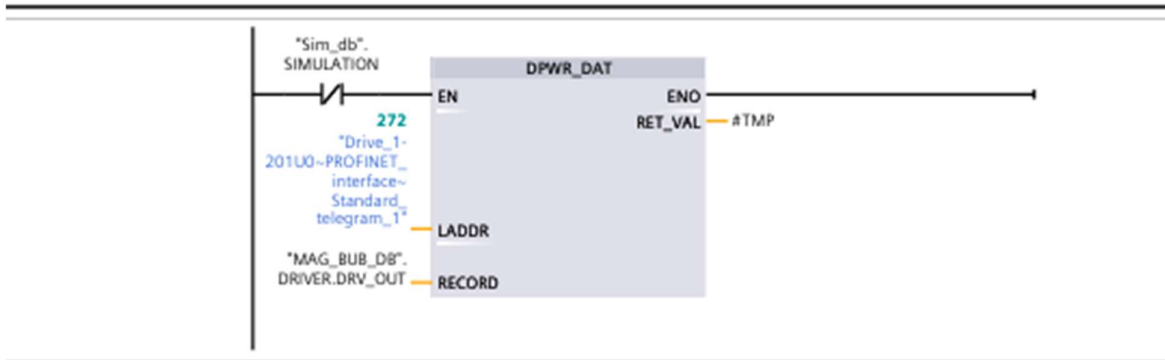 "Sim_db".
SIMULATION
DPWR_DAT
EN
ENO
272
RET_VAL
#TMP
"Drive_1-
201U0~PROFINET_
interface~
Standard_
telegram_1"
LADDR
"MAG_BUB_DB".
DRIVER.DRV_OUT
RECORD